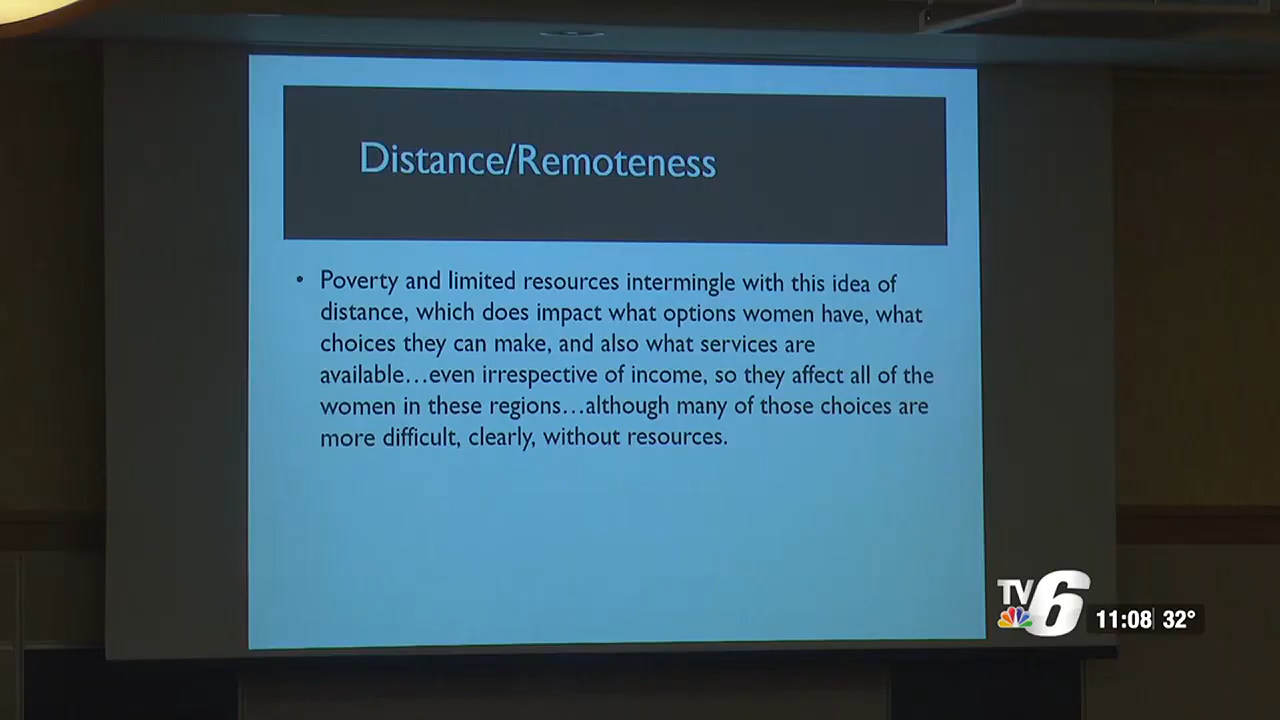 Distance/Remoteness
• Poverty and limited resources intermingle with this idea of
distance, which does impact what options women have, what
choices they can make, and also what services are
available…even irrespective of income, so they affect all of the
women in these regions…although many of those choices are
more difficult, clearly, without resources.
TV6
11:08 32°